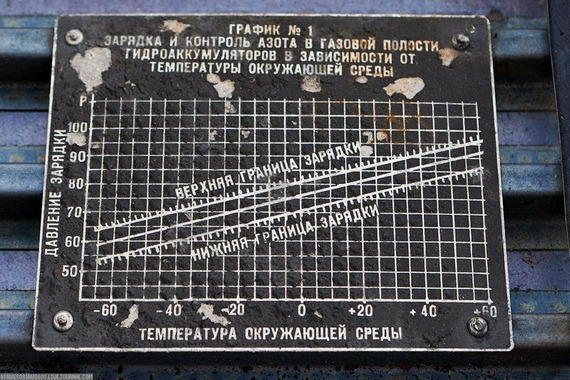 ГРАФИК № 1
ЗАРЯДКА И КОНТРОЛЬ АЗОТА В ГАЗОВОЙ ПОЛОСТИ
ГИДРОАККУМУЛЯТОРОВ В ЗАВИСИМОСТИ ОТ
ТЕМПЕРАТУРЫ ОКРУЖАЮЩЕЙ СРЕДЫ
P
100
90
80
70
60
50
ДАВЛЕНИЕ ЗАРЯДКИ
ВЕРХНЯЯ ГРАНИЦА ЗАРЯДКИ
НИЖНЯЯ ГРАНИЦА ЗАРЯДКИ
-60 -40 -20 0 +20 +40 +60
ТЕМПЕРАТУРА ОКРУЖАЮЩЕЙ СРЕДЫ